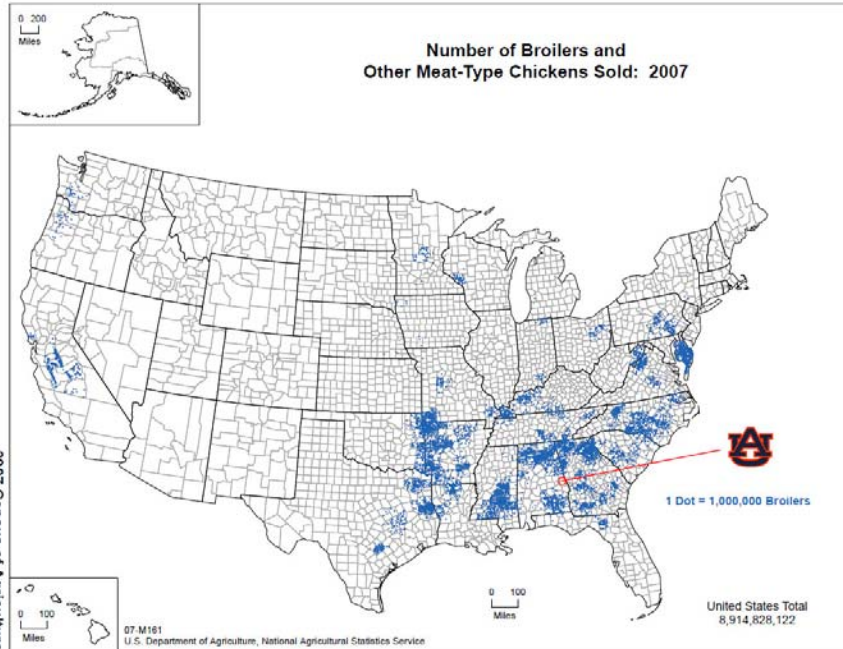 0 200
Miles
Number of Broilers and
Other Meat-Type Chickens Sold: 2007
AU
1 Dot = 1,000,000 Broilers
0 100
Miles
0 100
Miles
United States Total
8,914,828,122
07-M161
U.S. Department of Agriculture, National Agricultural Statistics Service